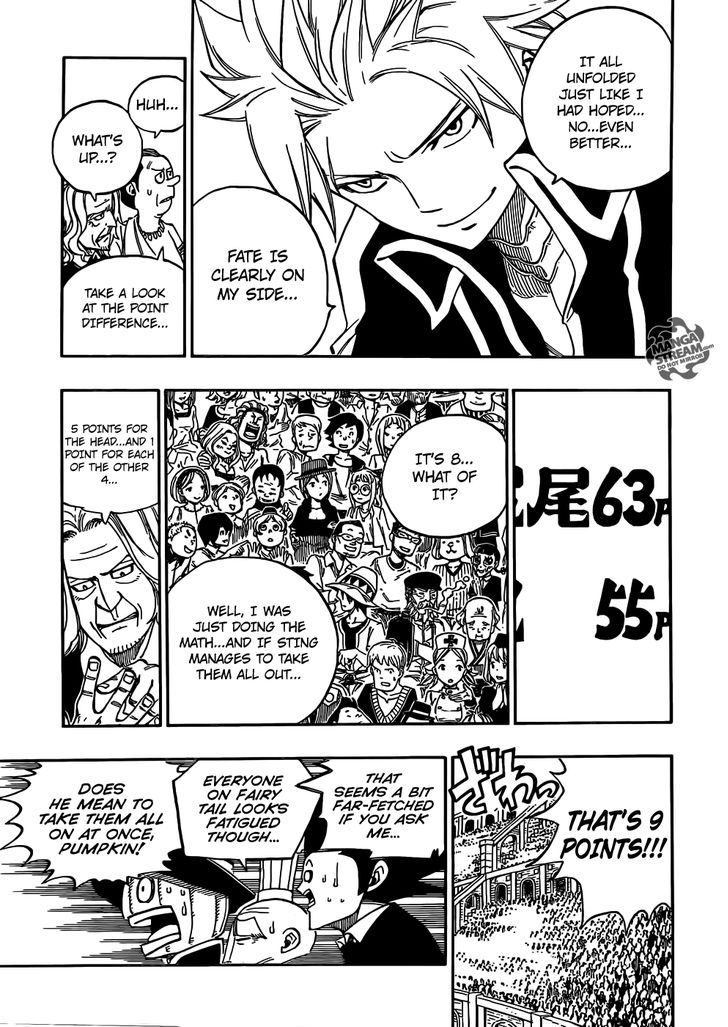 IT ALL
UNFOLDED
JUST LIKE I
HAD HOPED...
NO...EVEN
BETTER...
FATE IS
CLEARLY ON
MY SIDE...
HUH...
WHAT'S
UP...?
TAKE A LOOK
AT THE POINT
DIFFERENCE...
MANGA
STREAM.com
DO NOT MIRROR
尾63P
55P
IT'S 8...
WHAT OF
IT?
WELL, I WAS
JUST DOING THE
MATH...AND IF STING
MANAGES TO TAKE
THEM ALL OUT...
5 POINTS FOR
THE HEAD...AND 1
POINT FOR EACH
OF THE OTHER
4...
ざわっ
THAT'S 9
POINTS!!!
THAT
SEEMS A BIT
FAR-FETCHED
IF YOU ASK
ME...
EVERYONE
ON FAIRY
TAIL LOOKS
FATIGUED
THOUGH...
DOES
HE MEAN TO
TAKE THEM ALL
ON AT ONCE,
PUMPKIN!